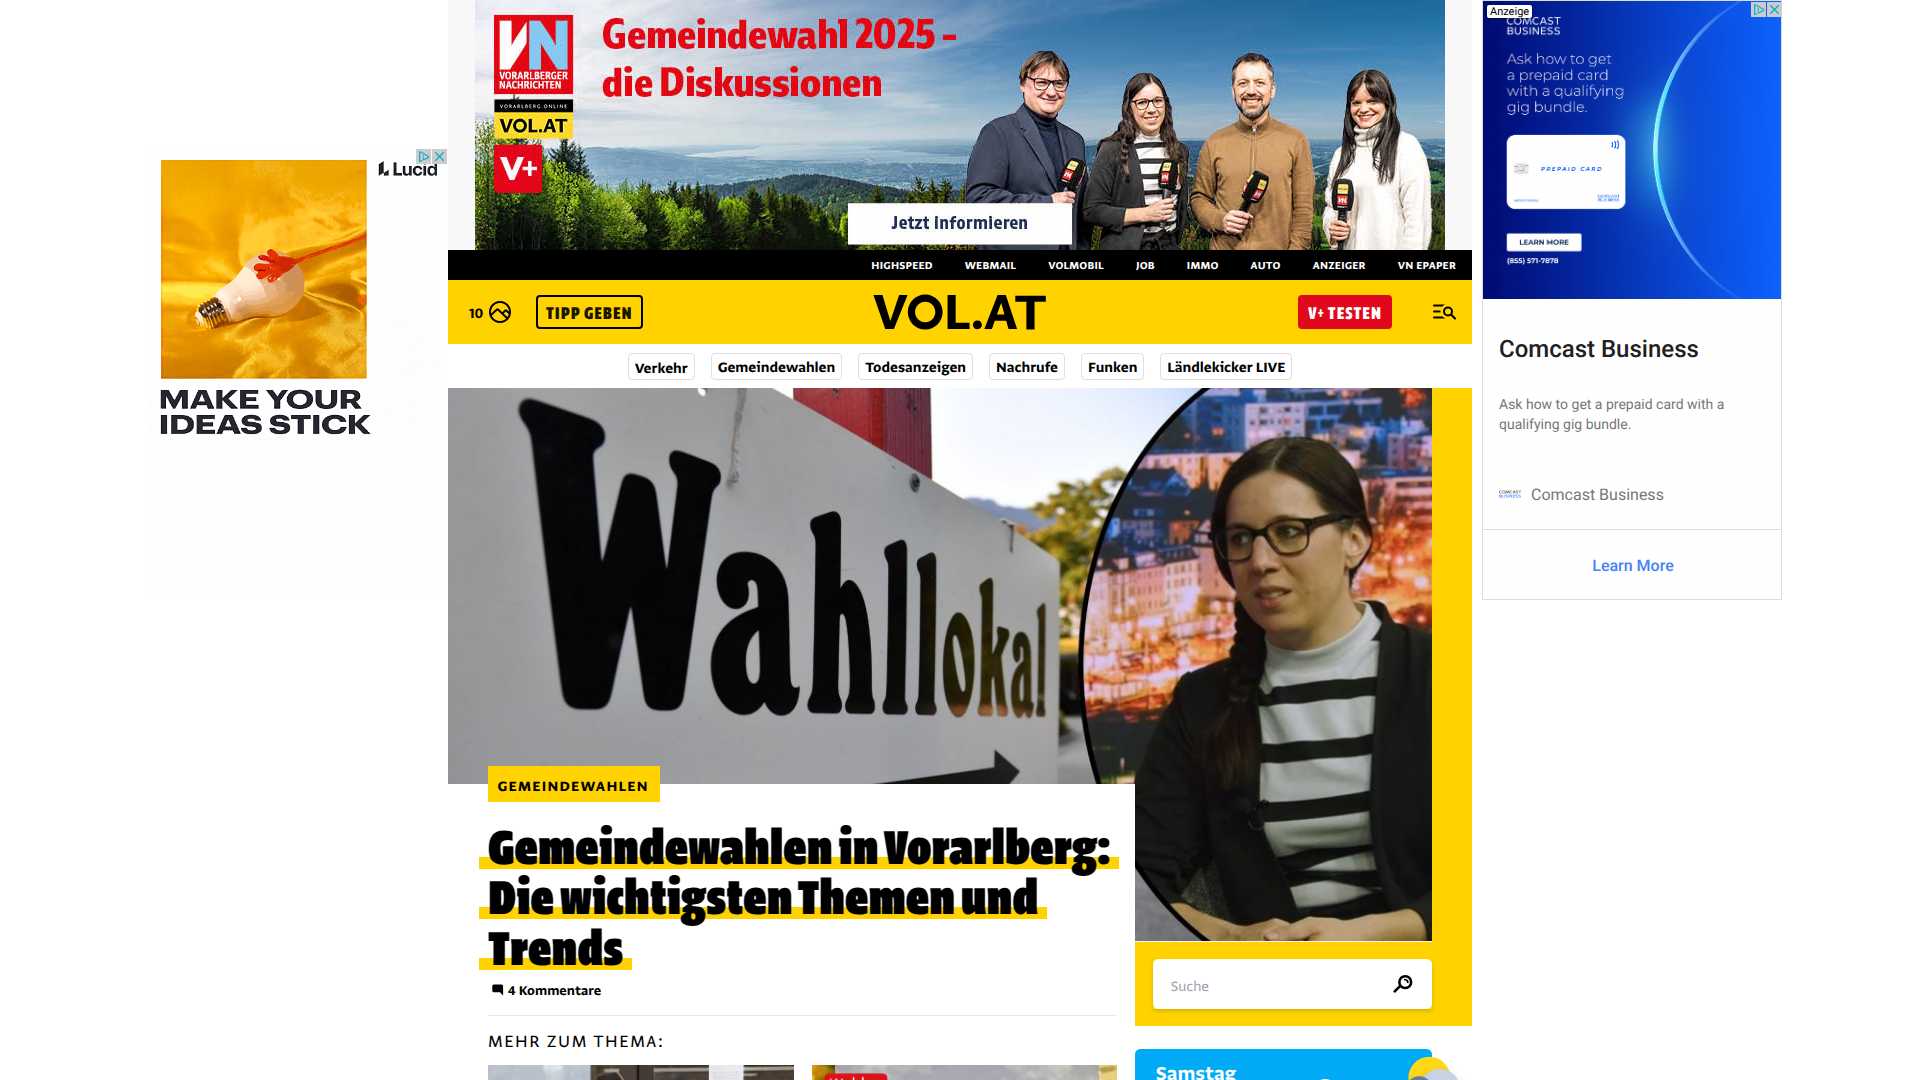 VORARLBERGER
NACHRICHTEN
VORARLBERG ONLINE
VOL.AT
V+
Gemeindewahl 2025 –
die Diskussionen
Jetzt Informieren
Anzeige
COMCAST
BUSINESS
Ask how to get
a prepaid card
with a qualifying
gig bundle.
PREPAID CARD
LEARN MORE
(855) 571-7878
Comcast Business
Ask how to get a prepaid card with a
qualifying gig bundle.
Comcast Business
Learn More
Lucid
MAKE YOUR
IDEAS STICK
HIGHSPEED WEBMAIL VOLMOBIL JOB IMMO AUTO ANZEIGER VN EPAPER
10 TIPP GEBEN VOL.AT V+ TESTEN
Verkehr Gemeindewahlen Todesanzeigen Nachrufe Funken Ländlekicker LIVE
Wahllokal
GEMEINDEWAHLEN
Gemeindewahlen in Vorarlberg:
Die wichtigsten Themen und
Trends
4 Kommentare
MEHR ZUM THEMA:
Suche
Samstag